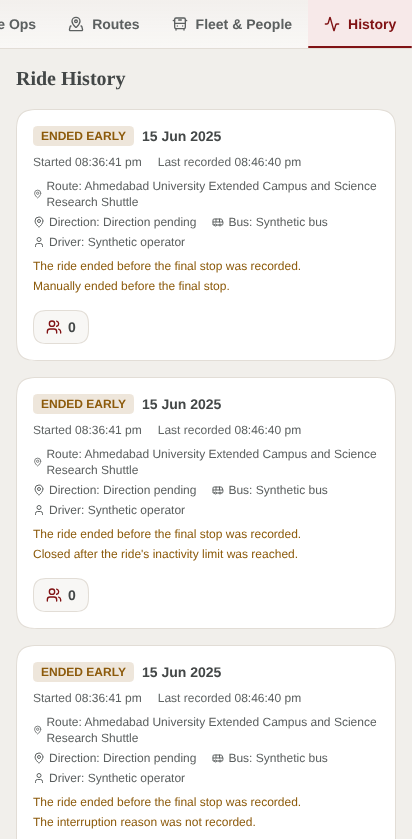 e Ops
Routes
Fleet & People
History
Ride History
ENDED EARLY 15 Jun 2025
Started 08:36:41 pm Last recorded 08:46:40 pm
Route: Ahmedabad University Extended Campus and Science
Research Shuttle
Direction: Direction pending Bus: Synthetic bus
Driver: Synthetic operator
The ride ended before the final stop was recorded.
Manually ended before the final stop.
0
ENDED EARLY 15 Jun 2025
Started 08:36:41 pm Last recorded 08:46:40 pm
Route: Ahmedabad University Extended Campus and Science
Research Shuttle
Direction: Direction pending Bus: Synthetic bus
Driver: Synthetic operator
The ride ended before the final stop was recorded.
Closed after the ride's inactivity limit was reached.
0
ENDED EARLY 15 Jun 2025
Started 08:36:41 pm Last recorded 08:46:40 pm
Route: Ahmedabad University Extended Campus and Science
Research Shuttle
Direction: Direction pending Bus: Synthetic bus
Driver: Synthetic operator
The ride ended before the final stop was recorded.
The interruption reason was not recorded.